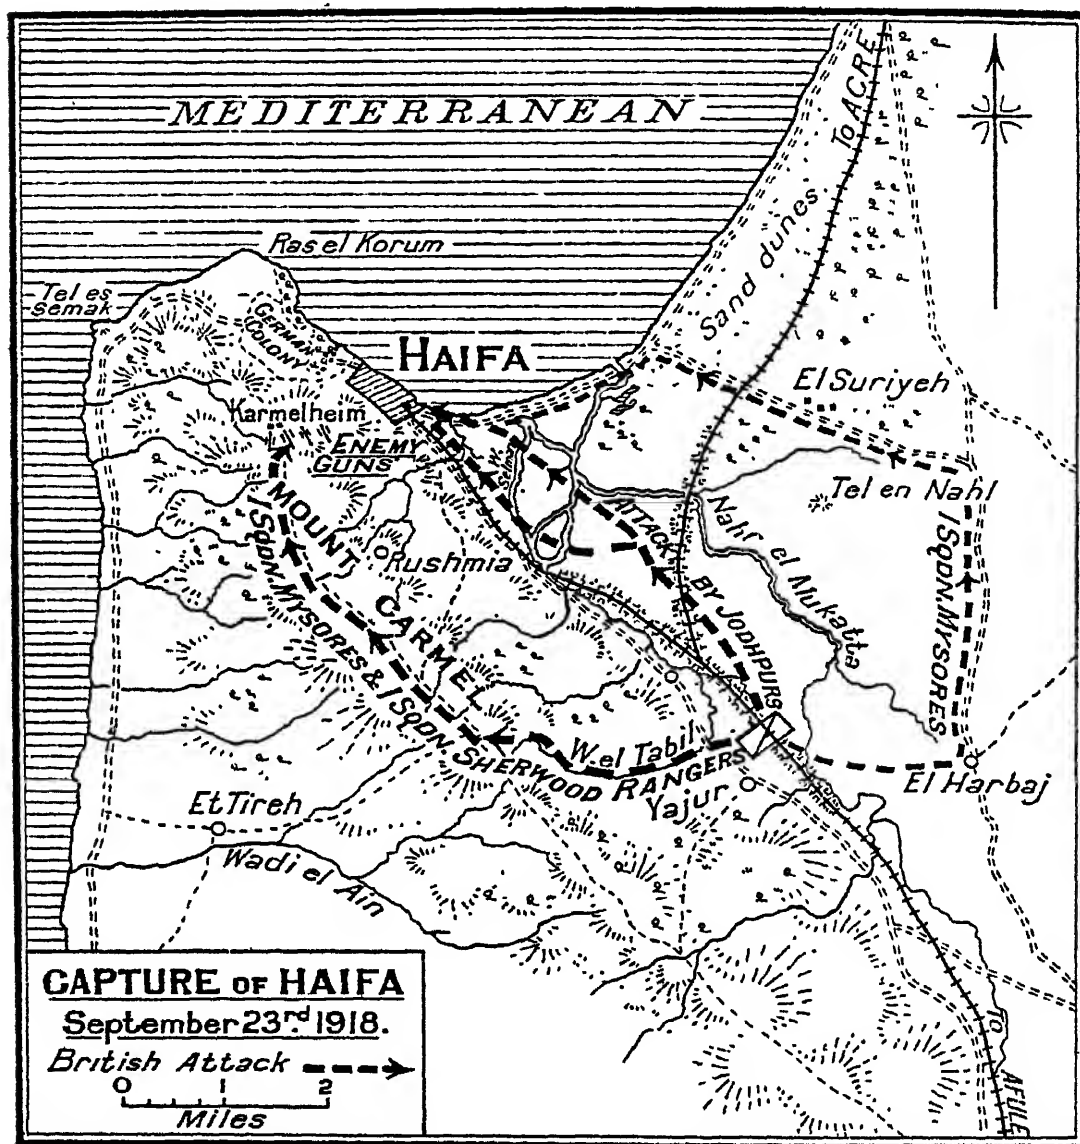 MEDITERRANEAN
To ACRE
Ras el Korum
Sand dunes.
Tel es
Semak
GERMAN
COLONY
HAIFA
El Suriyeh
Karmelheim
ENEMY
GUNS
Tel en Nahl
MOUNT CARMEL
Rushmia
ATTACK BY JODHPURS
Nahr el Mukatta
1 SQDN. MYSORES
1 SQDN. MYSORES & 1 SQDN. SHERWOOD RANGERS
W. el Tabil
Yajur
El Harbaj
Et Tireh
Wadi el Ain
To AFULE
CAPTURE OF HAIFA
September 23rd 1918.
British Attack
0 1 2
Miles